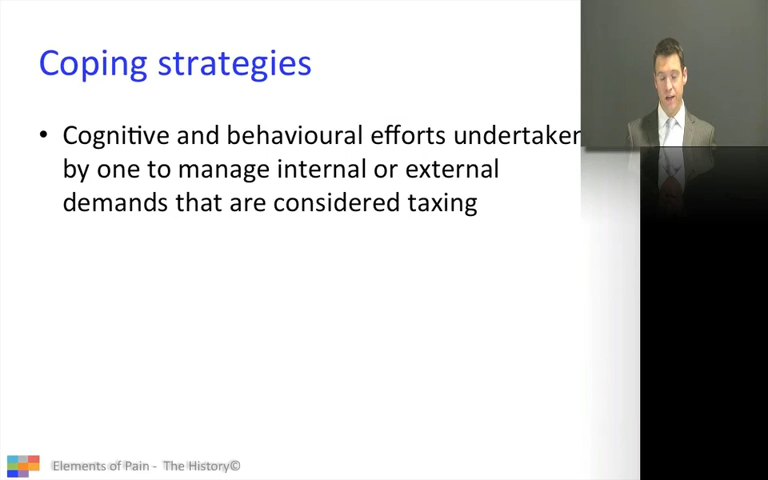 Coping strategies
• Cognitive and behavioural efforts undertaken
by one to manage internal or external
demands that are considered taxing
Elements of Pain - The History©